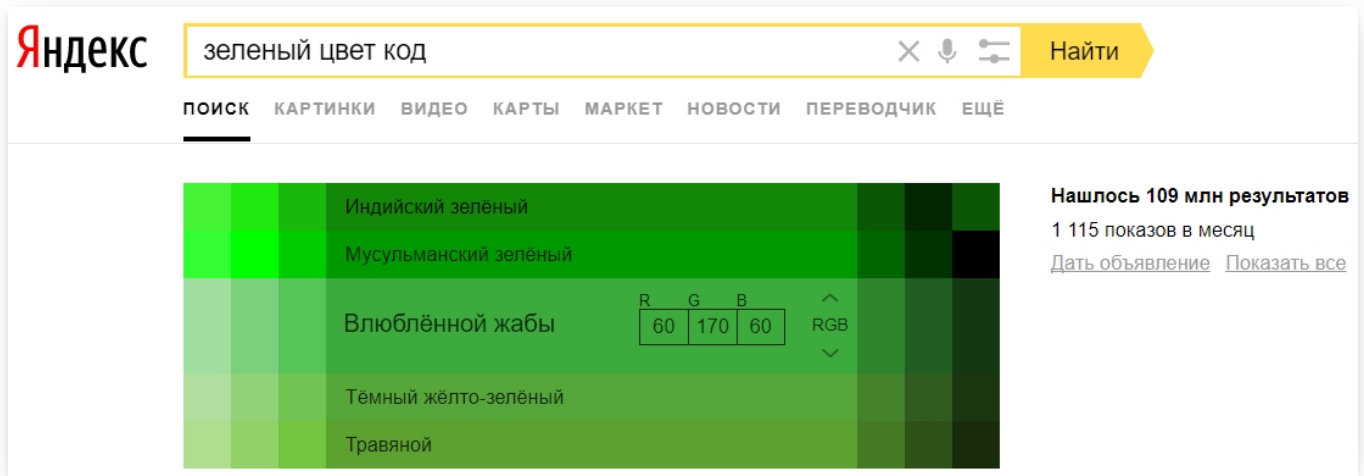 Яндекс
зеленый цвет код
Найти
ПОИСК КАРТИНКИ ВИДЕО КАРТЫ МАРКЕТ НОВОСТИ ПЕРЕВОДЧИК ЕЩЁ
Индийский зелёный
Мусульманский зелёный
R G B
Влюблённой жабы 60 170 60 RGB
Тёмный жёлто-зелёный
Травяной
Нашлось 109 млн результатов
1 115 показов в месяц
Дать объявление Показать все